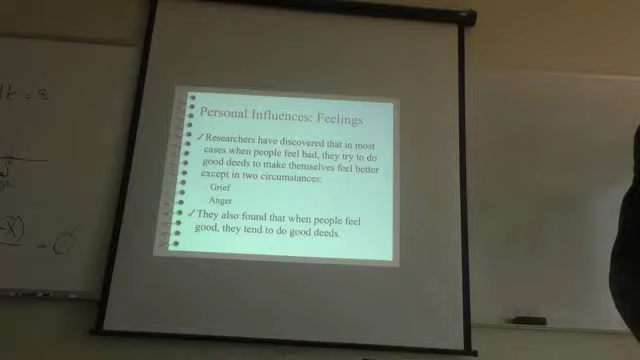 Personal Influences: Feelings
✓Researchers have discovered that in most
cases when people feel bad, they try to do
good deeds to make themselves feel better
except in two circumstances:
Grief
Anger
✓They also found that when people feel
good, they tend to do good deeds.